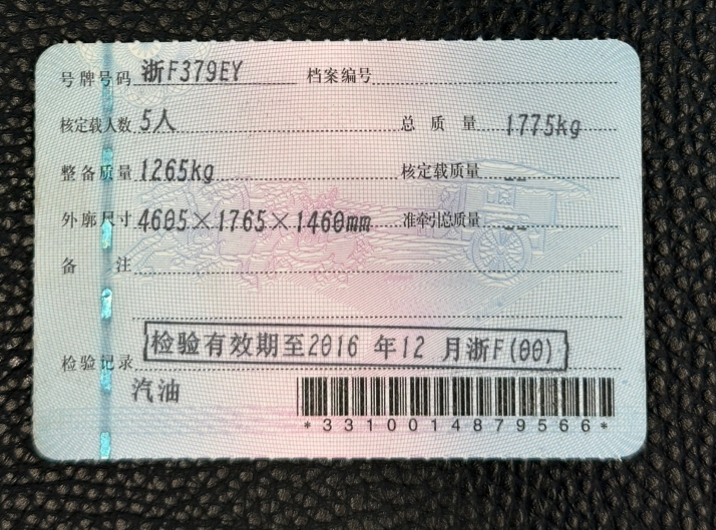 号牌号码 浙F379EY 档案编号
核定载人数 5人 总质量 1775kg
整备质量 1265kg 核定载质量 --
外廓尺寸 4605×1765×1460mm 准牵引总质量 --
备注
检验记录 检验有效期至2016 年12 月浙F(00)
汽油
*3310014879566*